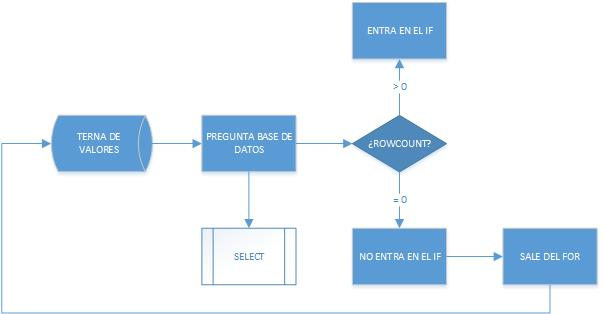 ENTRA EN EL IF
> 0
TERNA DE
VALORES
PREGUNTA BASE DE
DATOS
¿ROWCOUNT?
= 0
SELECT
NO ENTRA EN EL IF
SALE DEL FOR